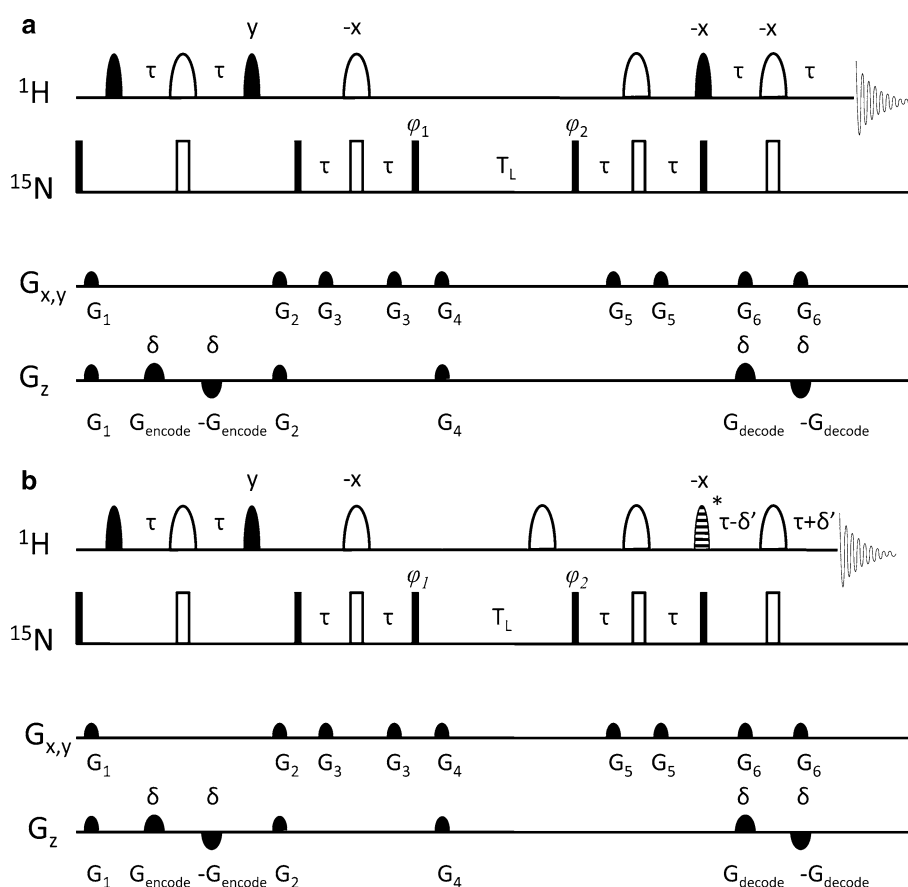 a
y -x -x -x
¹H τ τ τ τ
φ₁ φ₂
¹⁵N τ τ T_L τ τ
G_x,y
G₁ G₂ G₃ G₃ G₄ G₅ G₅ G₆ G₆
δ δ δ δ
G_z
G₁ G_encode -G_encode G₂ G₄ G_decode -G_decode
b
y -x -x
¹H τ τ * τ-δ' τ+δ'
φ₁ φ₂
¹⁵N τ τ T_L τ τ
G_x,y
G₁ G₂ G₃ G₃ G₄ G₅ G₅ G₆ G₆
δ δ δ δ
G_z
G₁ G_encode -G_encode G₂ G₄ G_decode -G_decode